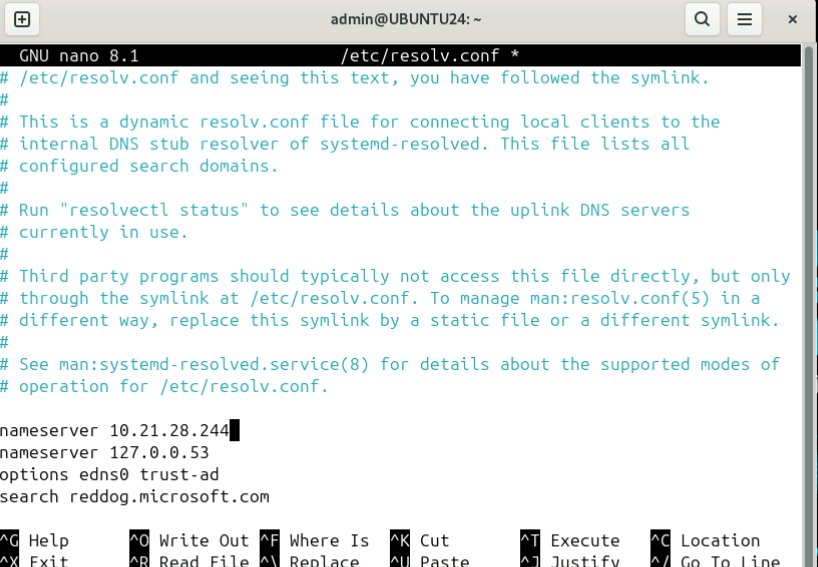 admin@UBUNTU24: ~
GNU nano 8.1 /etc/resolv.conf *
# /etc/resolv.conf and seeing this text, you have followed the symlink.
#
# This is a dynamic resolv.conf file for connecting local clients to the
# internal DNS stub resolver of systemd-resolved. This file lists all
# configured search domains.
#
# Run "resolvectl status" to see details about the uplink DNS servers
# currently in use.
#
# Third party programs should typically not access this file directly, but only
# through the symlink at /etc/resolv.conf. To manage man:resolv.conf(5) in a
# different way, replace this symlink by a static file or a different symlink.
#
# See man:systemd-resolved.service(8) for details about the supported modes of
# operation for /etc/resolv.conf.
nameserver 10.21.28.244
nameserver 127.0.0.53
options edns0 trust-ad
search reddog.microsoft.com
^G Help ^O Write Out ^F Where Is ^K Cut ^T Execute ^C Location
^X Exit ^R Read File ^\ Replace ^U Paste ^J Justify ^/ Go To Line